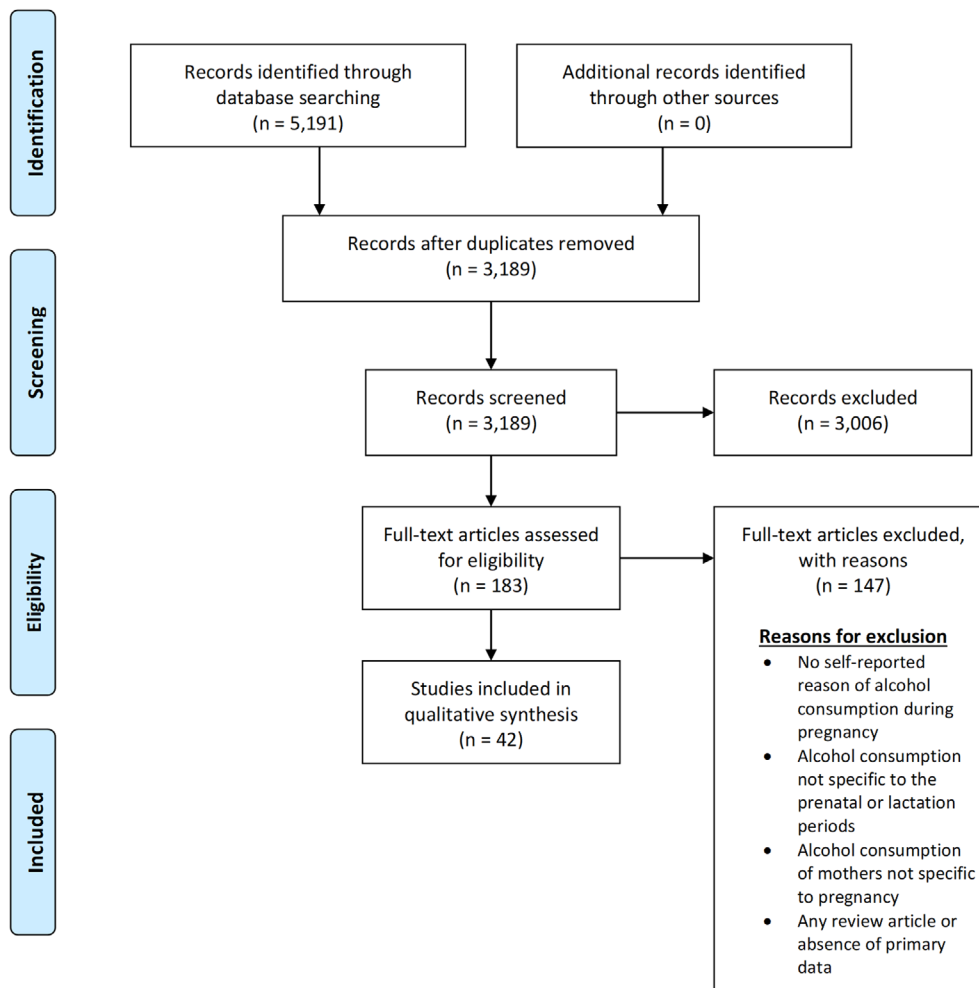 Identification
Records identified through
database searching
(n = 5,191)
Additional records identified
through other sources
(n = 0)
Records after duplicates removed
(n = 3,189)
Screening
Records screened
(n = 3,189)
Records excluded
(n = 3,006)
Eligibility
Full-text articles assessed
for eligibility
(n = 183)
Full-text articles excluded,
with reasons
(n = 147)
Reasons for exclusion
• No self-reported
reason of alcohol
consumption during
pregnancy
• Alcohol consumption
not specific to the
prenatal or lactation
periods
• Alcohol consumption
of mothers not specific
to pregnancy
• Any review article or
absence of primary
data
Studies included in
qualitative synthesis
(n = 42)
Included